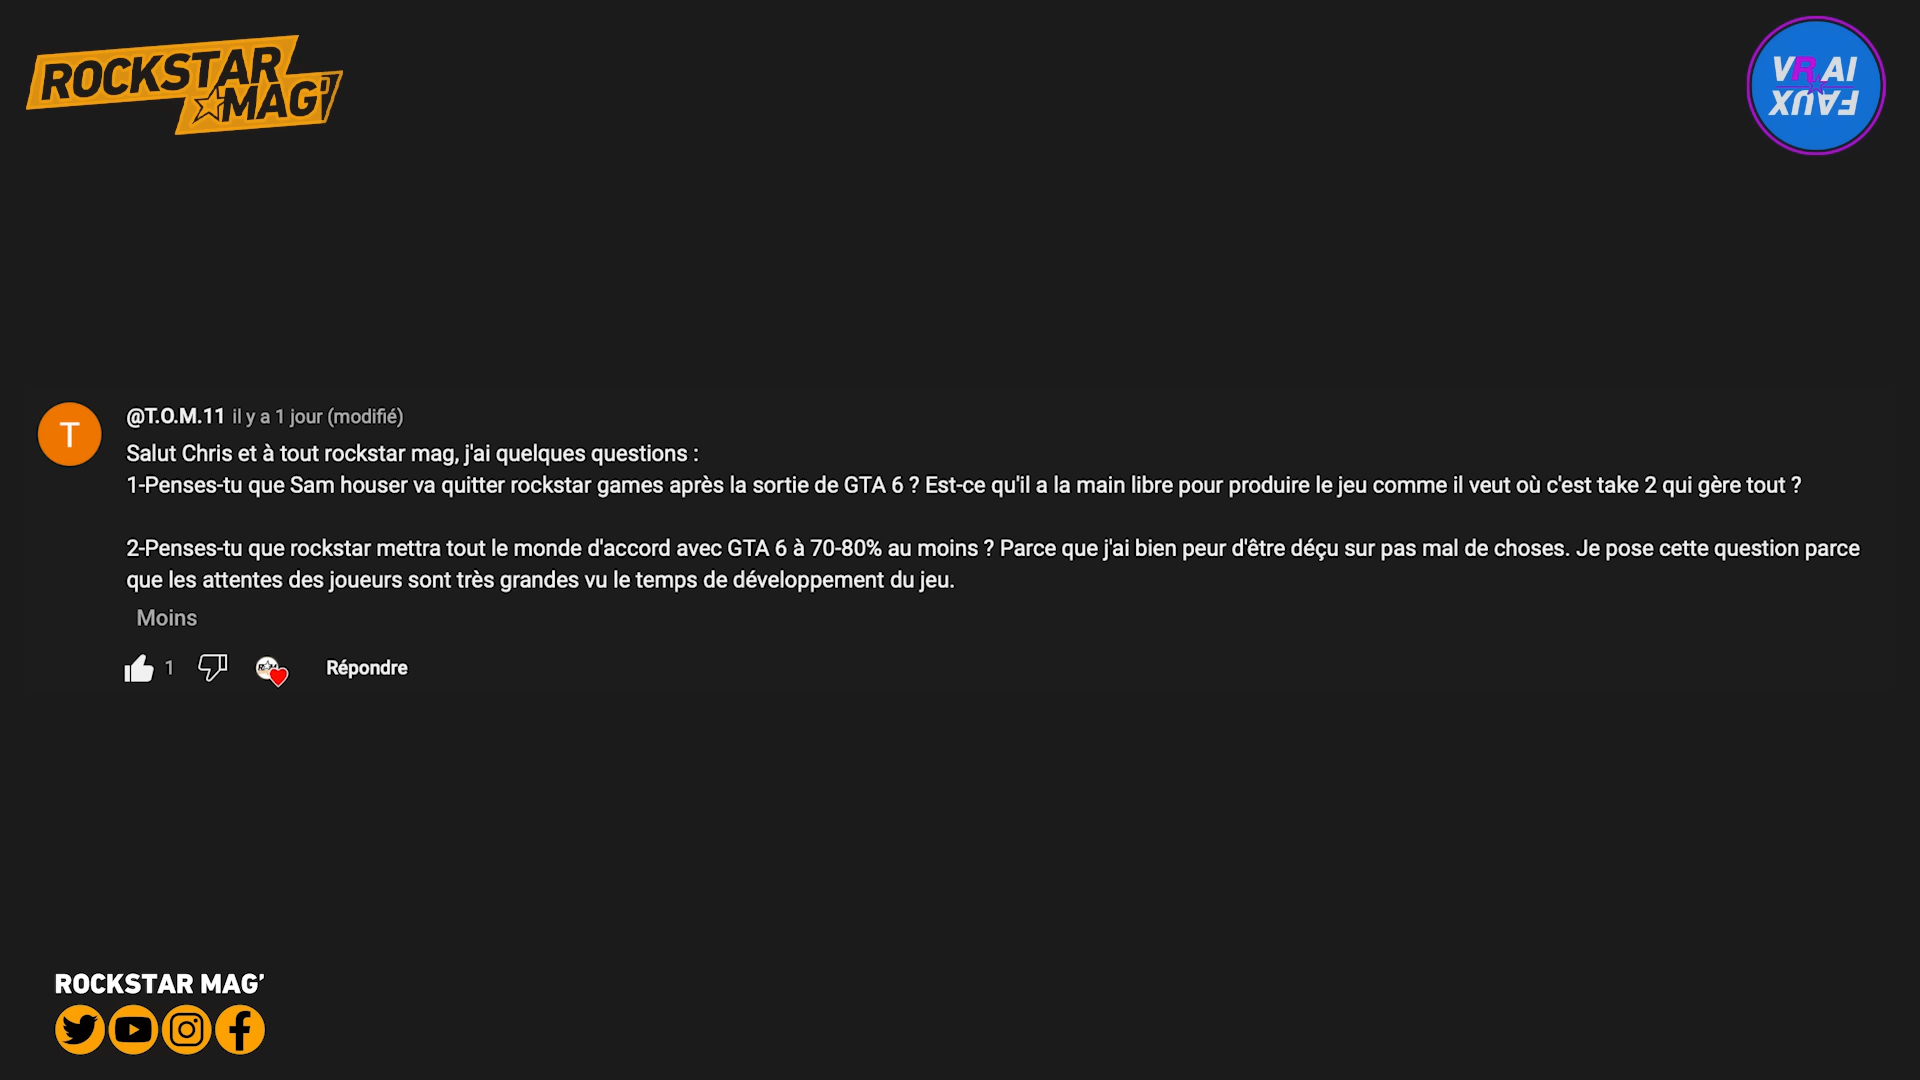 ROCKSTAR
MAG'
VRAI
FAUX
T
@T.O.M.11 il y a 1 jour (modifié)
Salut Chris et à tout rockstar mag, j'ai quelques questions :
1-Penses-tu que Sam houser va quitter rockstar games après la sortie de GTA 6 ? Est-ce qu'il a la main libre pour produire le jeu comme il veut où c'est take 2 qui gère tout ?
2-Penses-tu que rockstar mettra tout le monde d'accord avec GTA 6 à 70-80% au moins ? Parce que j'ai bien peur d'être déçu sur pas mal de choses. Je pose cette question parce
que les attentes des joueurs sont très grandes vu le temps de développement du jeu.
Moins
1
Répondre
ROCKSTAR MAG'